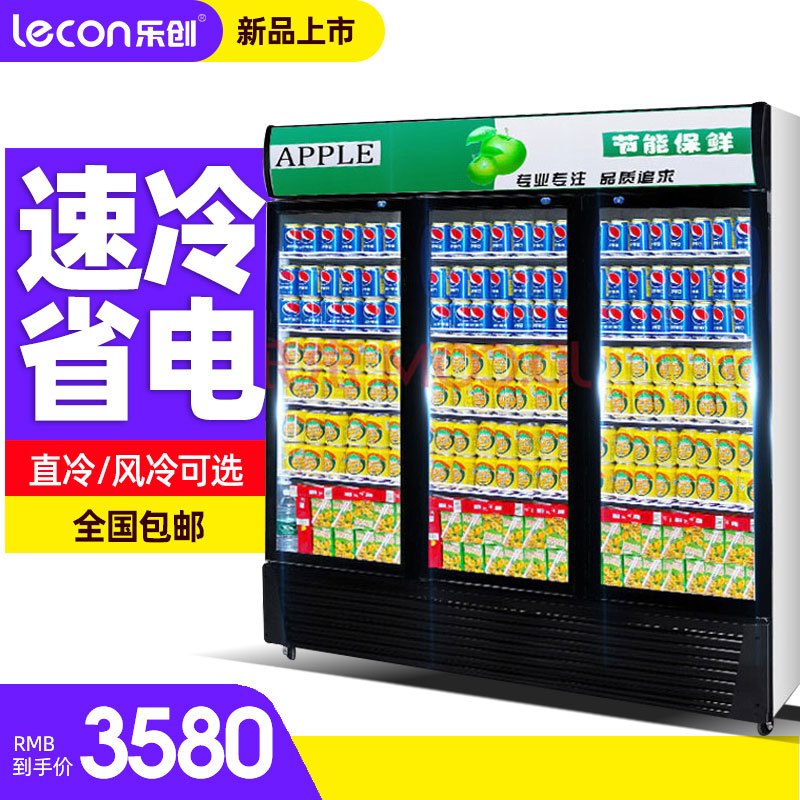 lecon乐创® 新品上市
APPLE
节能保鲜
专业专注 品质追求
速冷
省电
直冷/风冷可选
全国包邮
RMB
到手价 3580